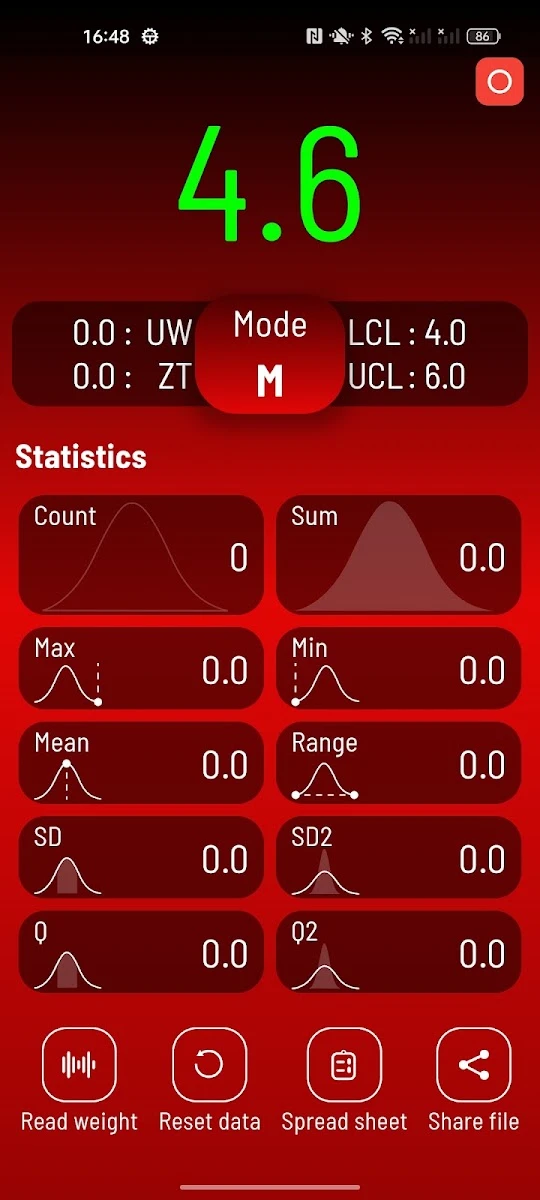 16:48
86
4.6
0.0 : UW
Mode
LCL : 4.0
0.0 : ZT
M
UCL : 6.0
Statistics
Count
0
Sum
0.0
Max
0.0
Min
0.0
Mean
0.0
Range
0.0
SD
0.0
SD2
0.0
Q
0.0
Q2
0.0
Read weight
Reset data
Spread sheet
Share file